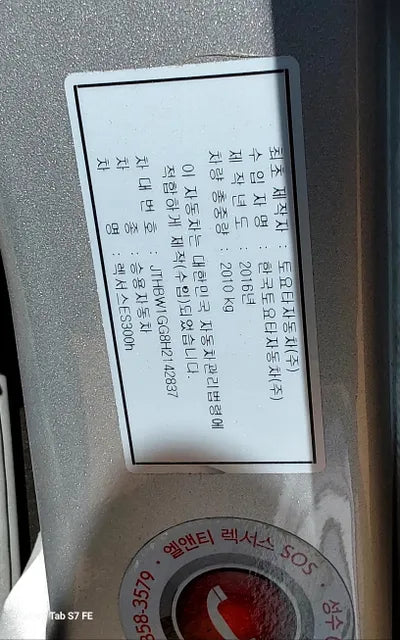 최초 제작자 : 토요타자동차(주)
수입자명 : 한국토요타자동차(주)
제작년도 : 2016년
차량 총중량 : 2010 kg
이 자동차는 대한민국 자동차관리법령에
적합하게 제작(수입)되었습니다.
차대번호 : JTHBW1GG8H2142837
차 종 : 승용자동차
차 명 : 렉서스ES300h
858-3579 · 엘앤티 렉서스 SOS · 성수
Tab S7 FE